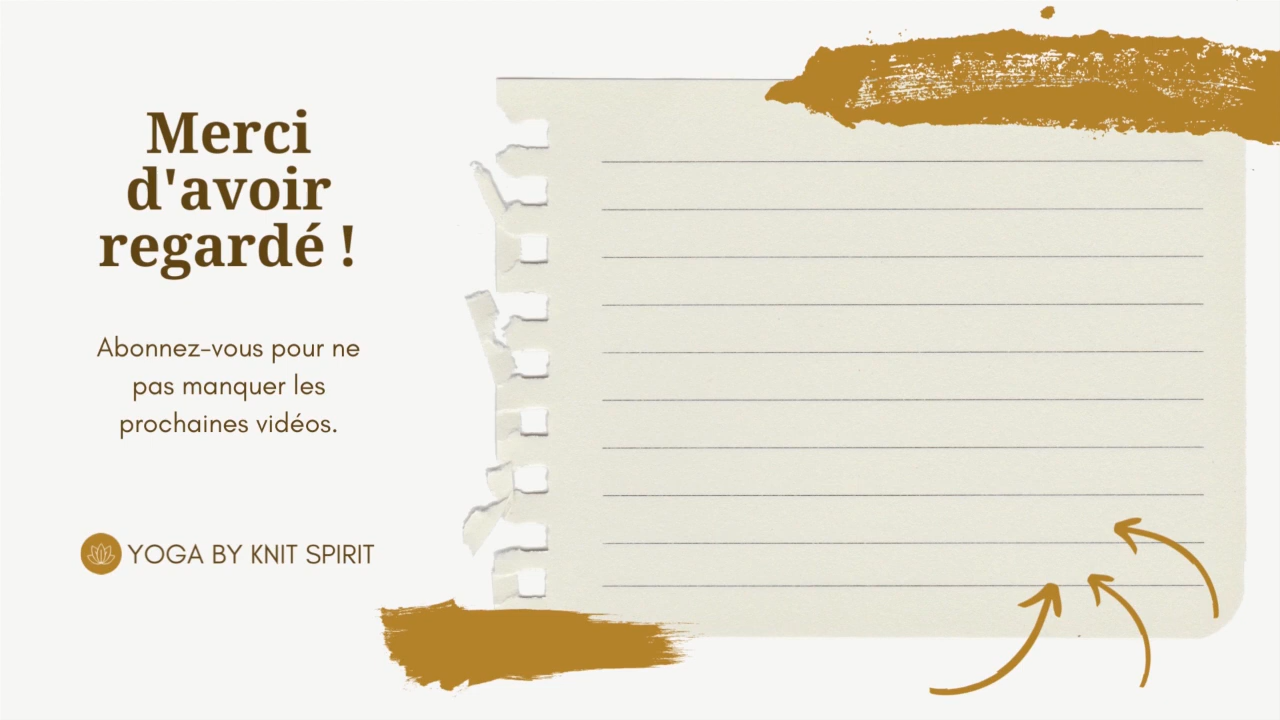 Merci
d'avoir
regardé !
Abonnez-vous pour ne
pas manquer les
prochaines vidéos.
YOGA BY KNIT SPIRIT